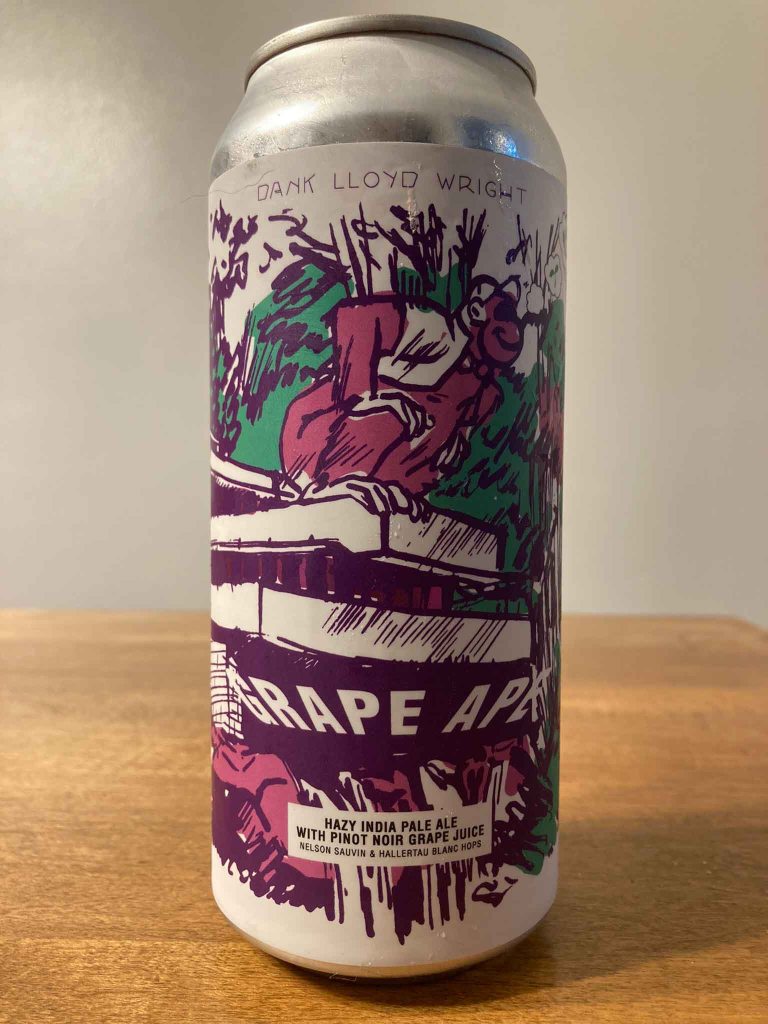 DANK LLOYD WRIGHT
GRAPE APE
HAZY INDIA PALE ALE
WITH PINOT NOIR GRAPE JUICE
NELSON SAUVIN & HALLERTAU BLANC HOPS